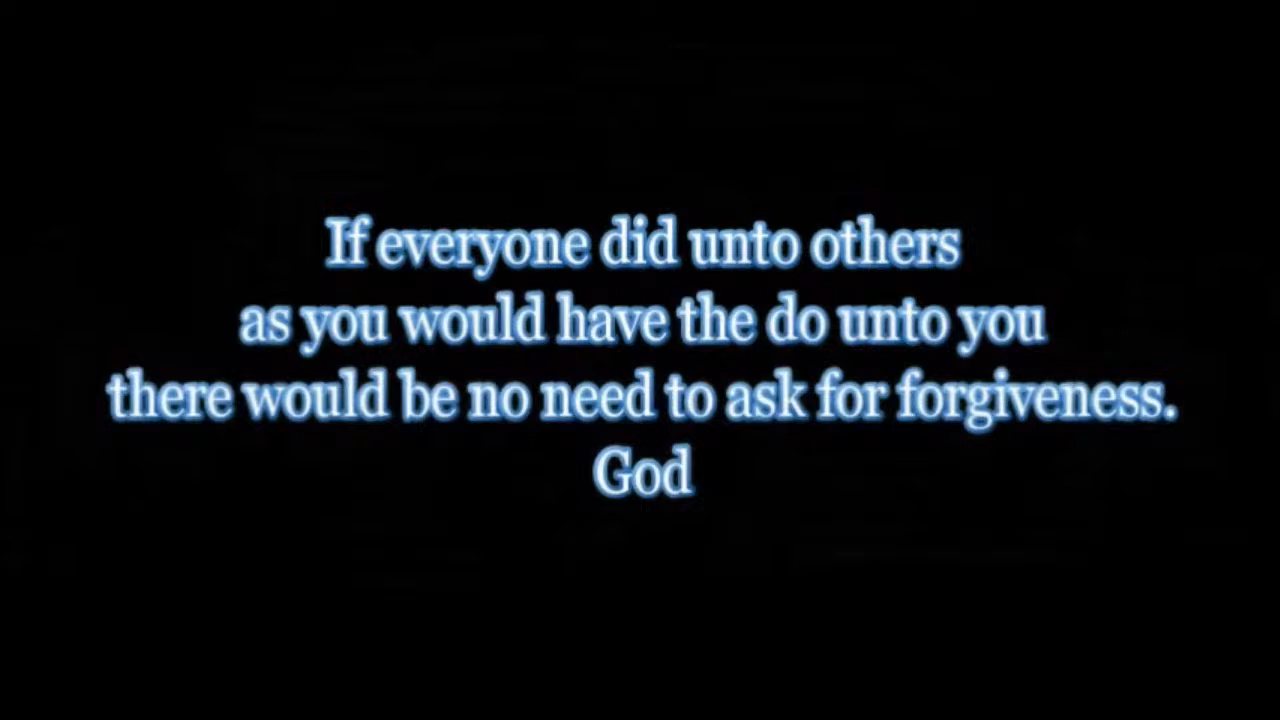 If everyone did unto others
as you would have the do unto you
there would be no need to ask for forgiveness.
God